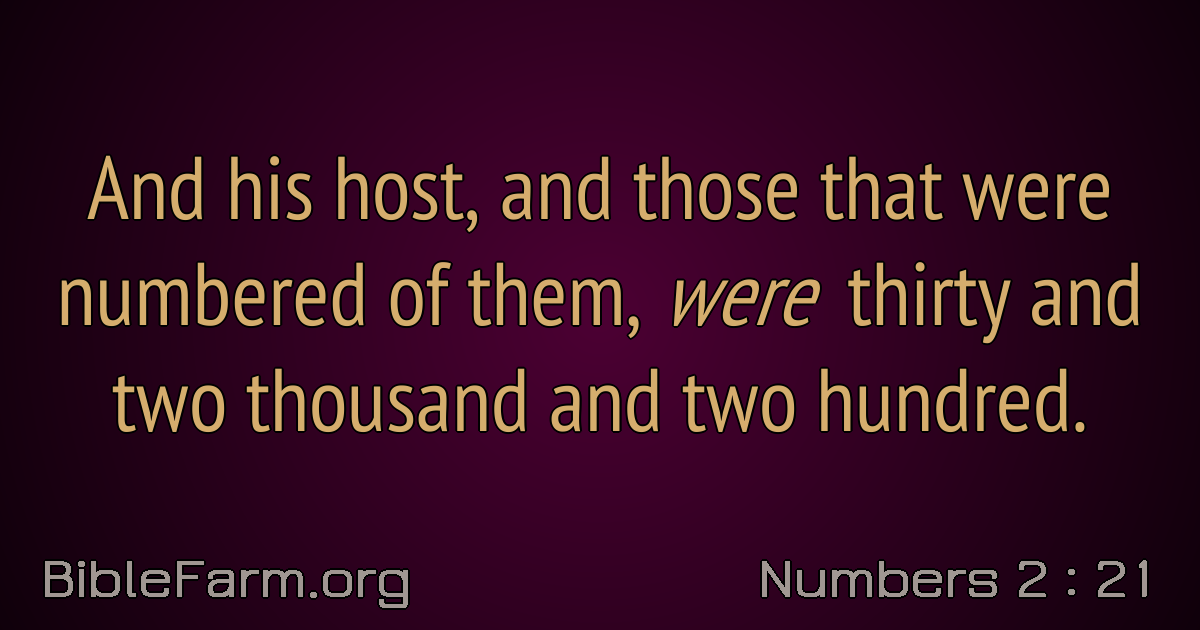 And his host, and those that were
numbered of them, were thirty and
two thousand and two hundred.
BibleFarm.org
Numbers 2 : 21